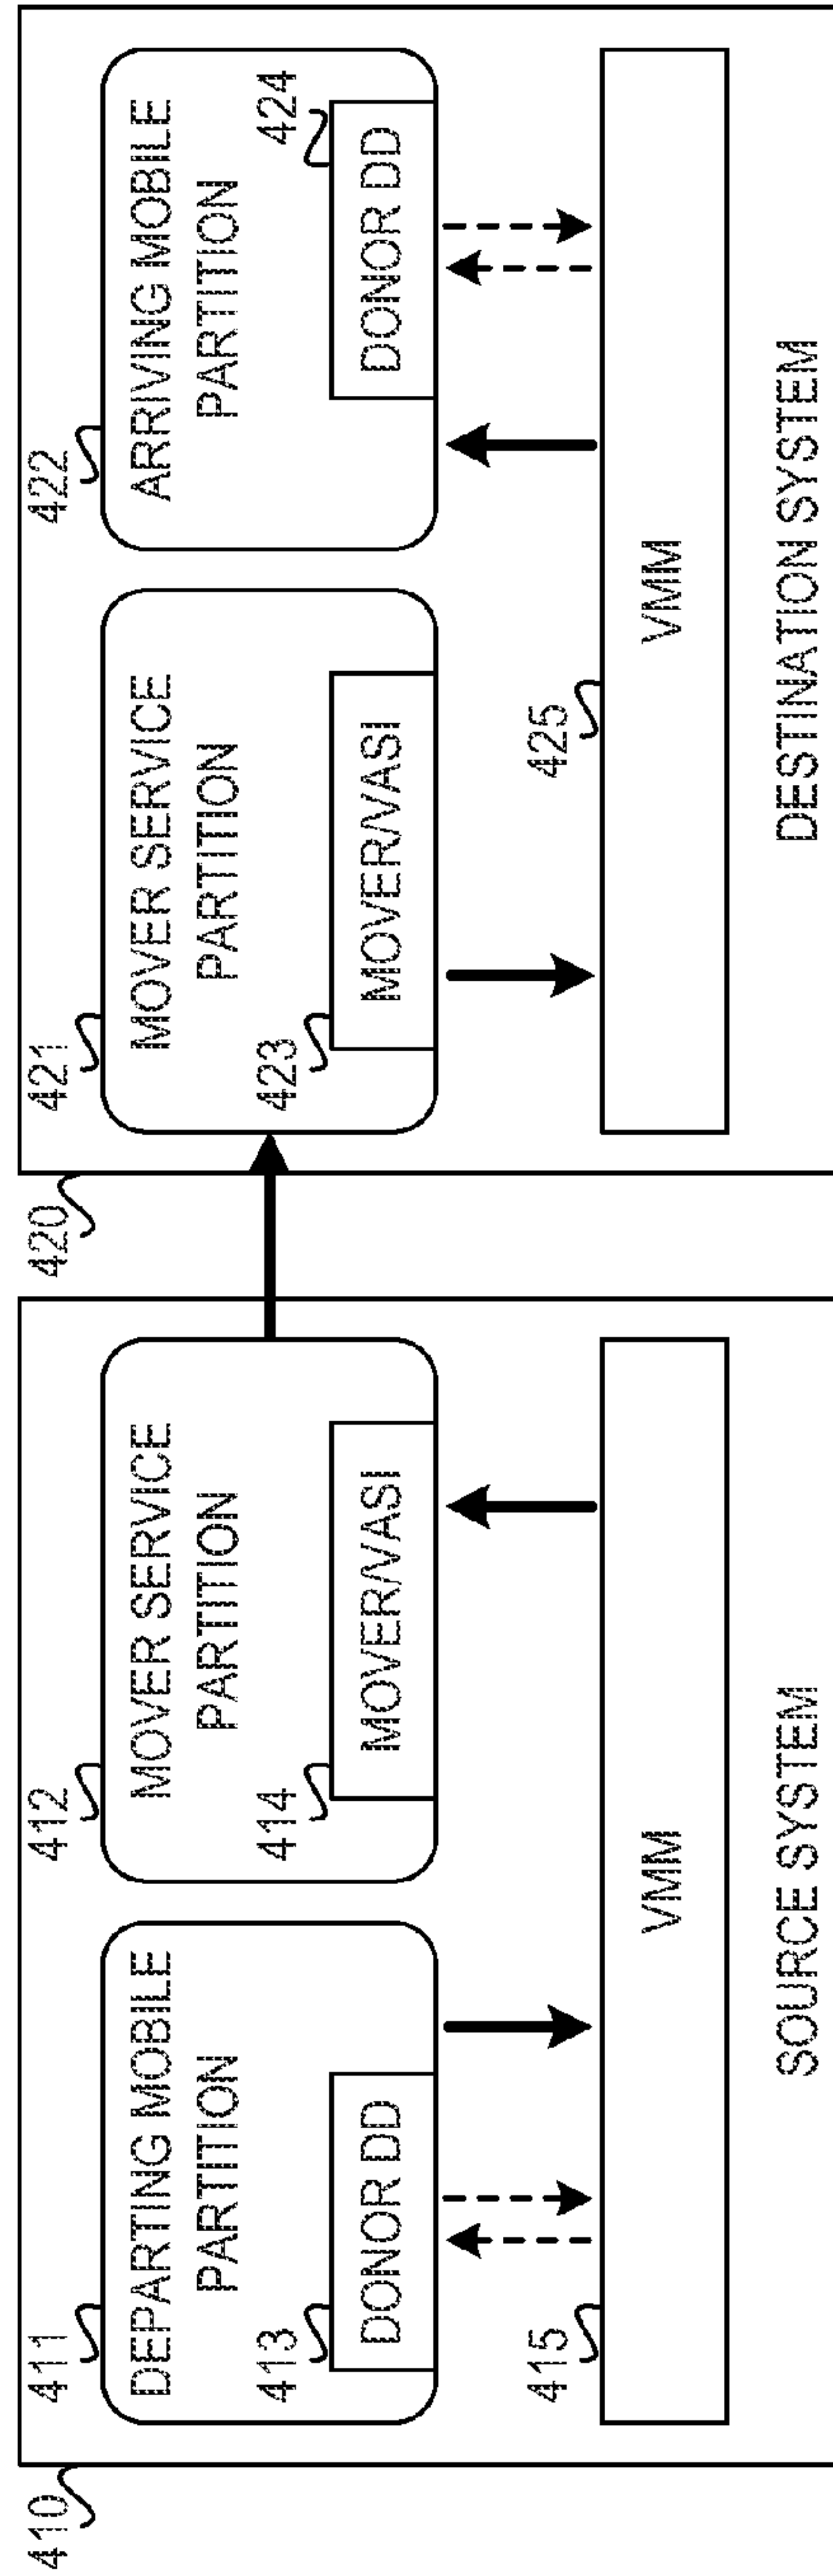 410
411
DEPARTING MOBILE
PARTITION
413
DONOR DD
412
MOVER SERVICE
PARTITION
414
MOVER/VASI
415
VMM
SOURCE SYSTEM
420
421
MOVER SERVICE
PARTITION
423
MOVER/VASI
422
ARRIVING MOBILE
PARTITION
424
DONOR DD
425
VMM
DESTINATION SYSTEM